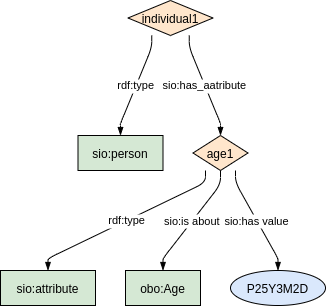 individual1
rdf:type
sio:has_aatribute
sio:person
age1
rdf:type
sio:is about
sio:has value
sio:attribute
obo:Age
P25Y3M2D